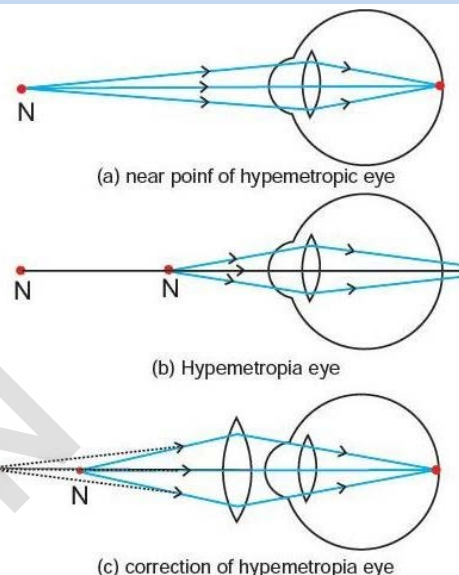 N
(a) near poinf of hypemetropic eye
N N
(b) Hypemetropia eye
N
(c) correction of hypemetropia eye